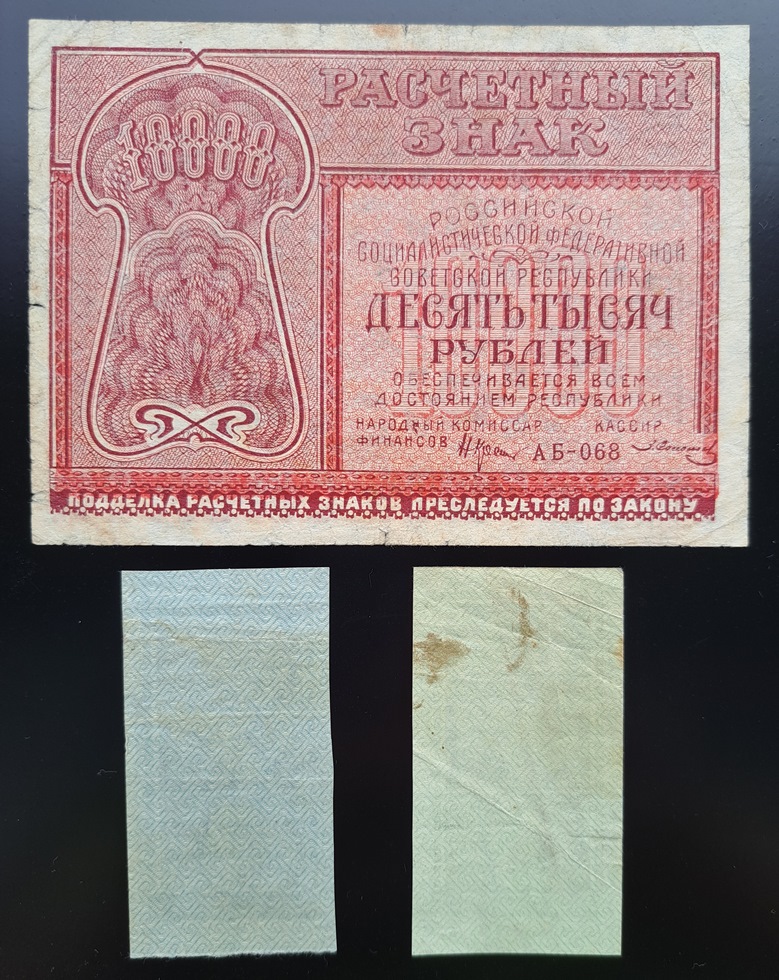 10000
РАСЧЕТНЫЙ
ЗНАК
РОССИЙСКОЙ
СОЦИАЛИСТИЧЕСКОЙ ФЕДЕРАТИВНОЙ
СОВЕТСКОЙ РЕСПУБЛИКИ
10000
ДЕСЯТЬ ТЫСЯЧ
РУБЛЕЙ
ОБЕСПЕЧИВАЕТСЯ ВСЕМ
ДОСТОЯНИЕМ РЕСПУБЛИКИ
НАРОДНЫЙ КОМИССАР КАССИР
ФИНАНСОВ АБ-068
ПОДДЕЛКА РАСЧЕТНЫХ ЗНАКОВ ПРЕСЛЕДУЕТСЯ ПО ЗАКОНУ